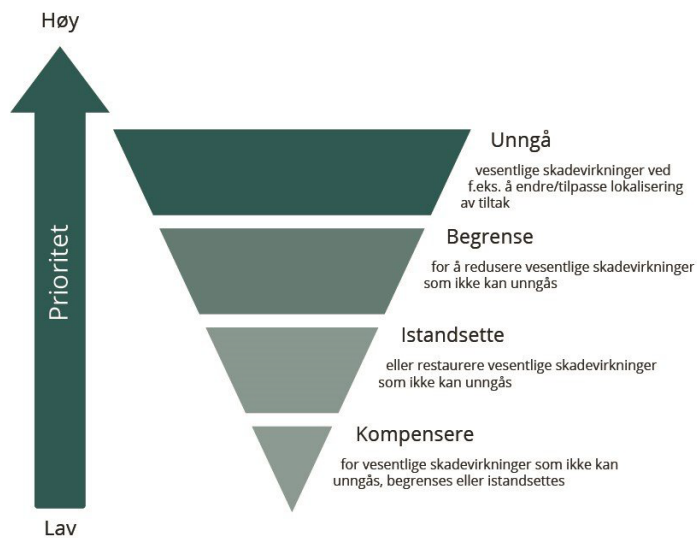 Høy
Prioritet
Unngå
vesentlige skadevirkninger ved
f.eks. å endre/tilpasse lokalisering
av tiltak
Begrense
for å redusere vesentlige skadevirkninger
som ikke kan unngås
Istandsette
eller restaurere vesentlige skadevirkninger
som ikke kan unngås
Kompensere
for vesentlige skadevirkninger som ikke kan
unngås, begrenses eller istandsettes
Lav